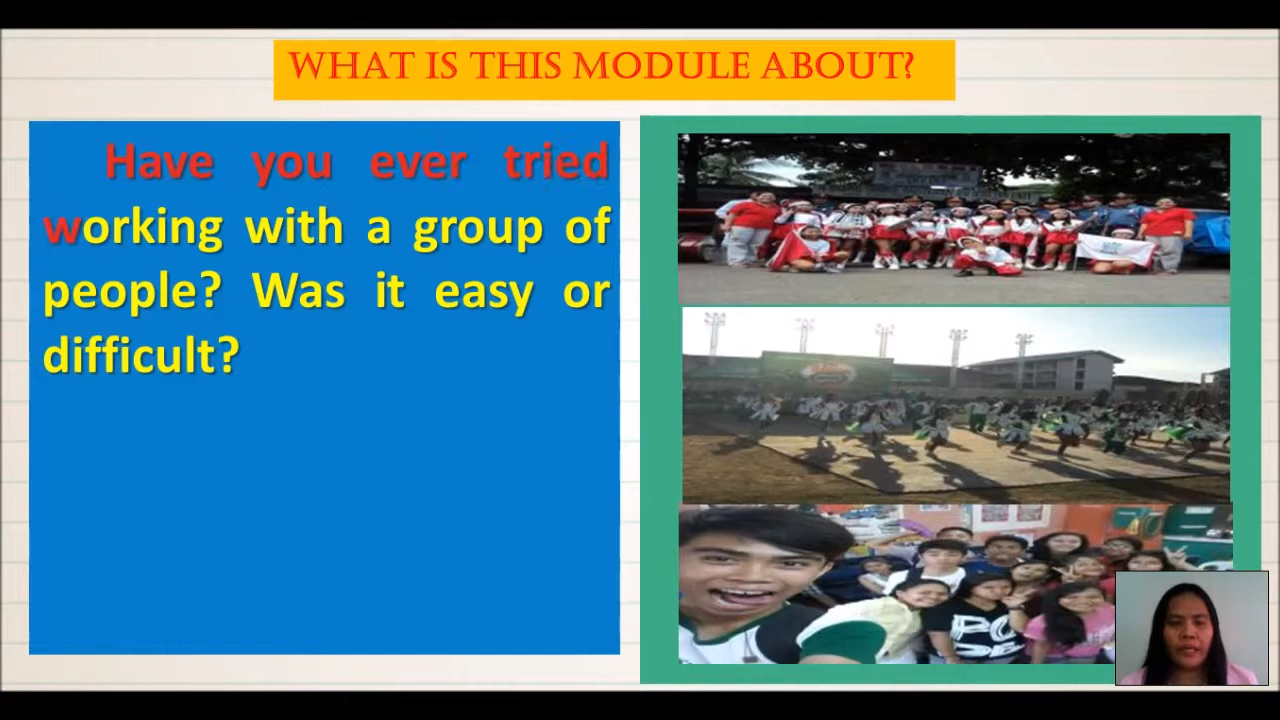 WHAT IS THIS MODULE ABOUT?
Have you ever tried
working with a group of
people? Was it easy or
difficult?